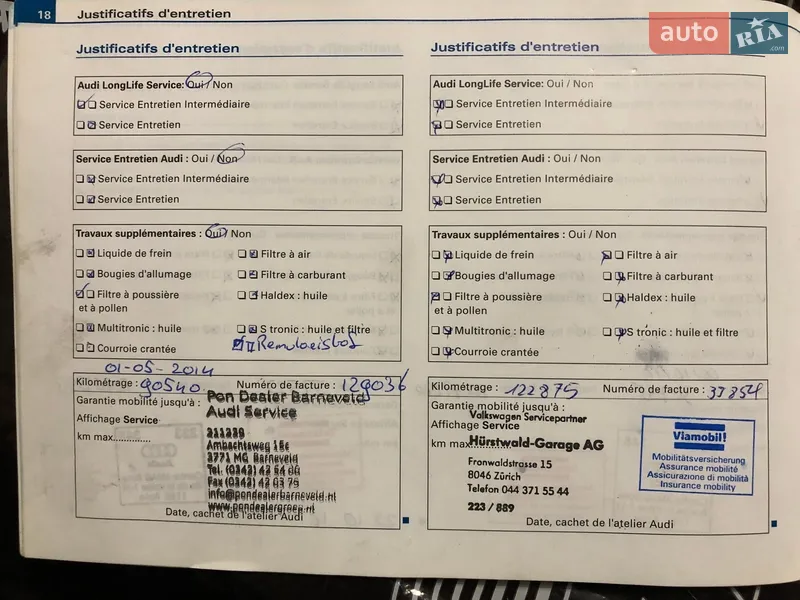 18 Justificatifs d'entretien
auto RIA .com
Justificatifs d'entretien
Audi LongLife Service: Oui / Non
Service Entretien Intermédiaire
Service Entretien
Service Entretien Audi : Oui / Non
Service Entretien Intermédiaire
Service Entretien
Travaux supplémentaires : Oui / Non
Liquide de frein
Filtre à air
Bougies d'allumage
Filtre à carburant
Filtre à poussière
et à pollen
Haldex : huile
Multitronic : huile
S tronic : huile et filtre
Courroie crantée
Remvloeistof
01-05-2014
Kilométrage : 90540 Numéro de facture : 129036
Garantie mobilité jusqu'à :
Affichage Service
km max.............
Pon Dealer Barneveld
Audi Service
211239
Ambachtsweg 15c
3771 MG Barneveld
Tel. (0342) 42 54 00
Fax (0342) 42 03 75
info@pondealerbarneveld.nl
www.pondealergroep.nl
Date, cachet de l'atelier Audi
Justificatifs d'entretien
Audi LongLife Service: Oui / Non
Service Entretien Intermédiaire
Service Entretien
Service Entretien Audi : Oui / Non
Service Entretien Intermédiaire
Service Entretien
Travaux supplémentaires : Oui / Non
Liquide de frein
Filtre à air
Bougies d'allumage
Filtre à carburant
Filtre à poussière
et à pollen
Haldex : huile
Multitronic : huile
S tronic : huile et filtre
Courroie crantée
Kilométrage : 122875 Numéro de facture : 33854
Garantie mobilité jusqu'à :
Affichage Service
km max.............
Volkswagen Servicepartner
Hürstwald-Garage AG
Fronwaldstrasse 15
8046 Zürich
Telefon 044 371 55 44
223 / 889
Viamobil!
Mobilitätsversicherung
Assurance mobilité
Assicurazione di mobilità
Insurance mobility
Date, cachet de l'atelier Audi